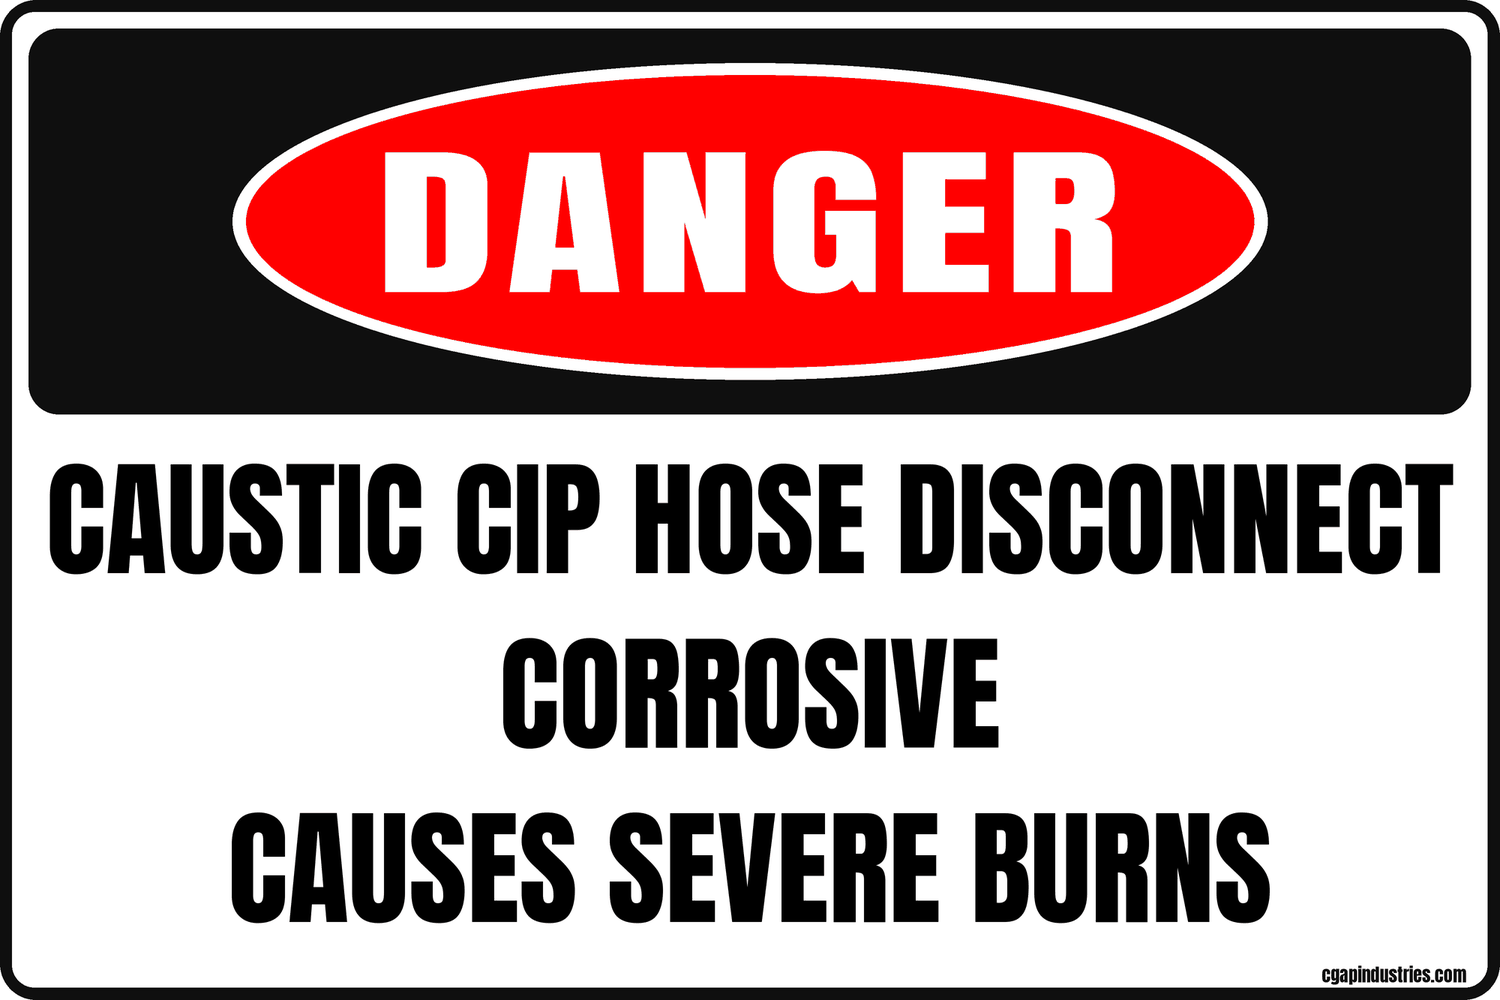 DANGER
CAUSTIC CIP HOSE DISCONNECT
CORROSIVE
CAUSES SEVERE BURNS
cgapindustries.com